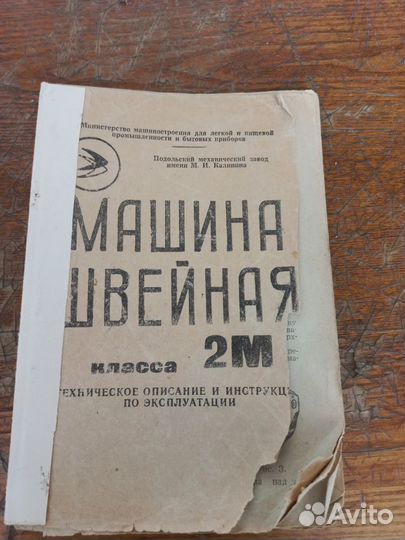 Министерство машиностроения для легкой и пищевой
промышленности и бытовых приборов
Подольский механический завод
имени М. И. Калинина
МАШИНА
ШВЕЙНАЯ
класса 2М
ТЕХНИЧЕСКОЕ ОПИСАНИЕ И ИНСТРУКЦ
ПО ЭКСПЛУАТАЦИИ
Avito